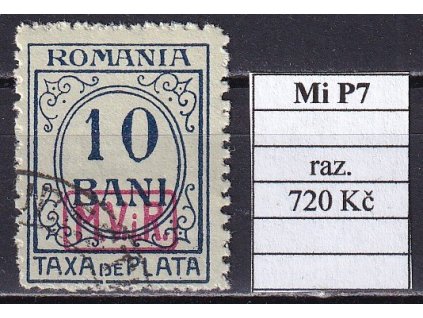 ROMANIA
10
BANI
M.V.i.R.
TAXA DE PLATA
Mi P7
raz.
720 Kč